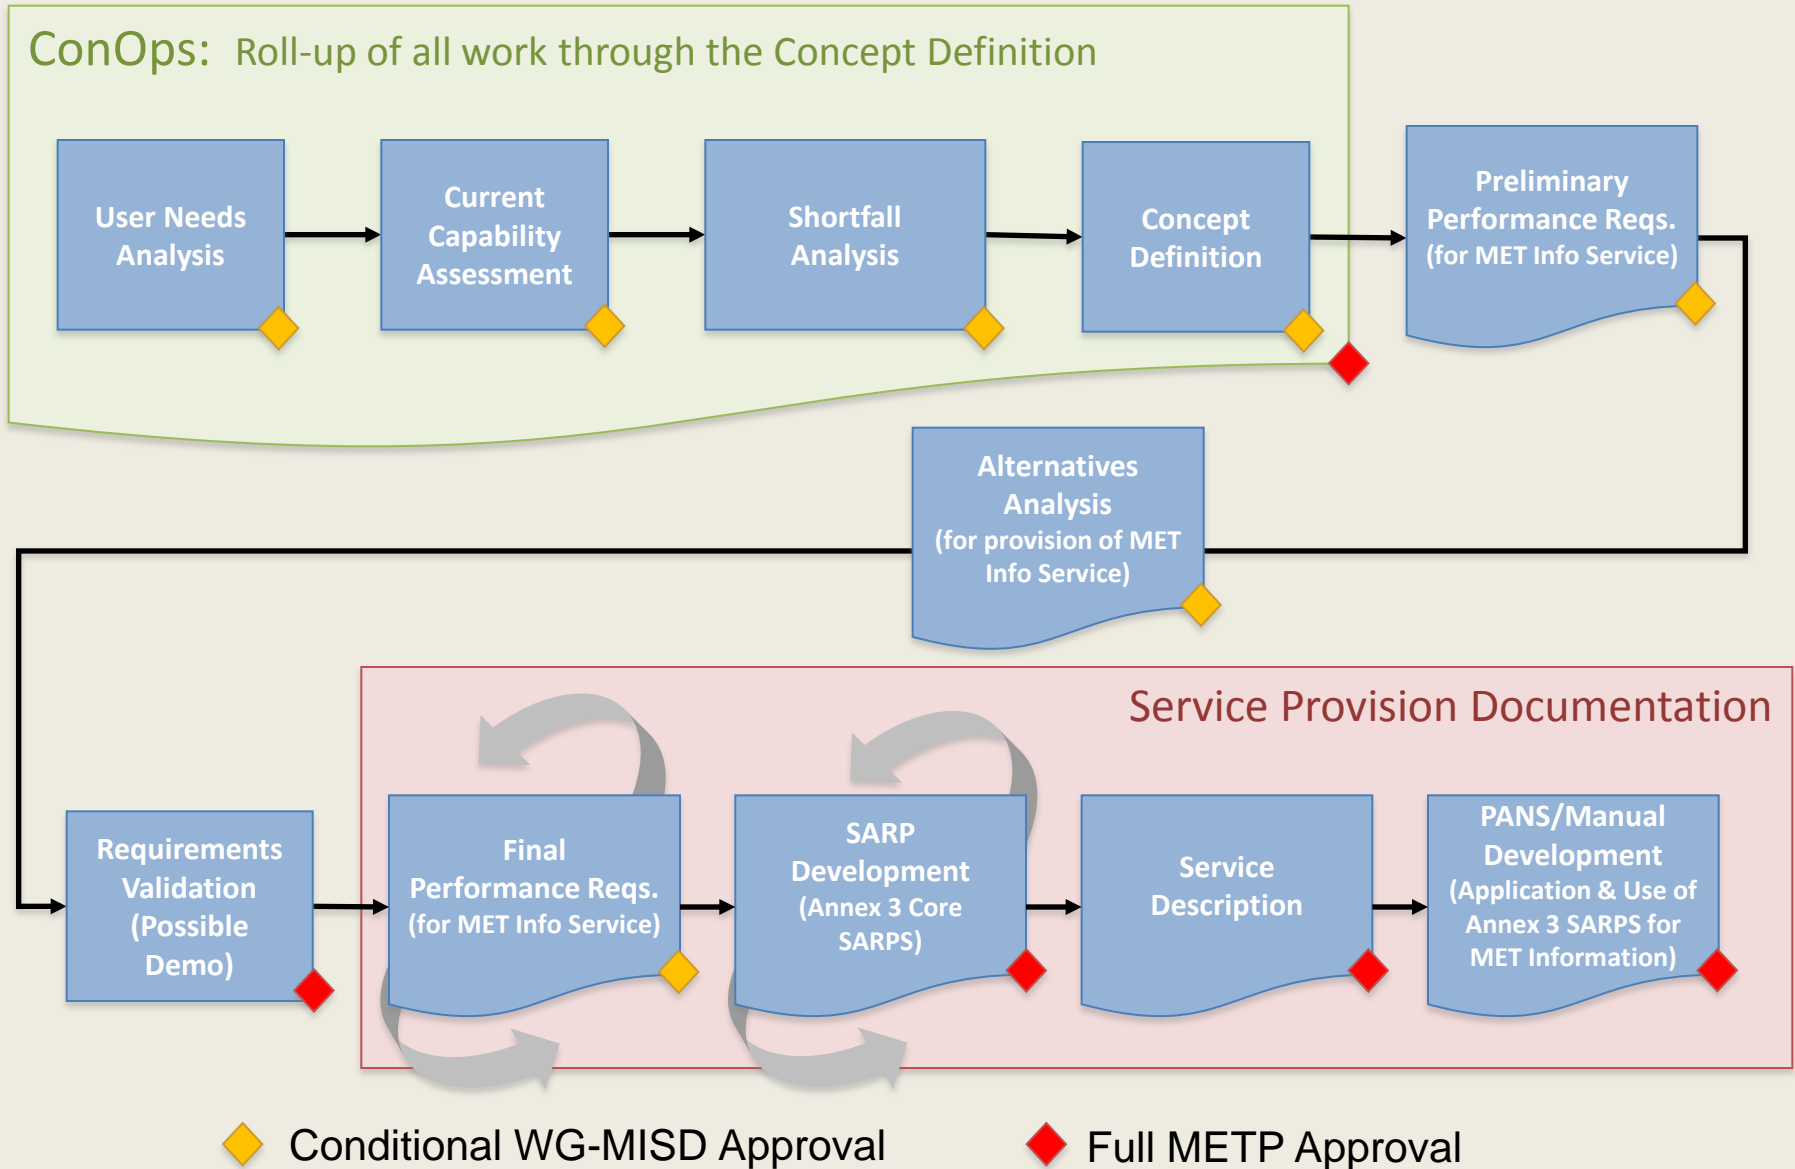 ConOps: Roll-up of all work through the Concept Definition
User Needs
Analysis
Current
Capability
Assessment
Shortfall
Analysis
Concept
Definition
Preliminary
Performance Reqs.
(for MET Info Service)
Alternatives
Analysis
(for provision of MET
Info Service)
Service Provision Documentation
Requirements
Validation
(Possible
Demo)
Final
Performance Reqs.
(for MET Info Service)
SARP
Development
(Annex 3 Core
SARPS)
Service
Description
PANS/Manual
Development
(Application & Use of
Annex 3 SARPS for
MET Information)
Conditional WG-MISD Approval
Full METP Approval